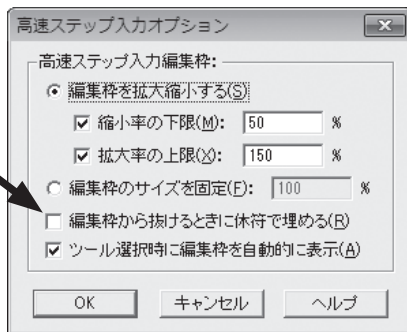 高速ステップ入力オプション
高速ステップ入力編集枠:
編集枠を拡大縮小する(S)
縮小率の下限(M): 50 %
拡大率の上限(X): 150 %
編集枠のサイズを固定(F): 100 %
編集枠から抜けるときに休符で埋める(R)
ツール選択時に編集枠を自動的に表示(A)
OK キャンセル ヘルプ